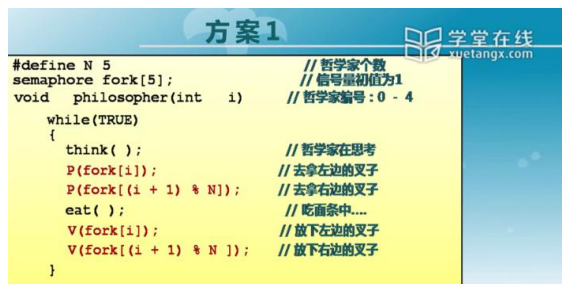 方案1
学堂在线
xuetangx.com
#define N 5 // 哲学家个数
semaphore fork[5]; // 信号量初值为1
void philosopher(int i) // 哲学家编号:0 - 4
while(TRUE)
{
think( ); // 哲学家在思考
P(fork[i]); // 去拿左边的叉子
P(fork[(i + 1) % N]); // 去拿右边的叉子
eat( ); // 吃面条中....
V(fork[i]); // 放下左边的叉子
V(fork[(i + 1) % N ]); // 放下右边的叉子
}